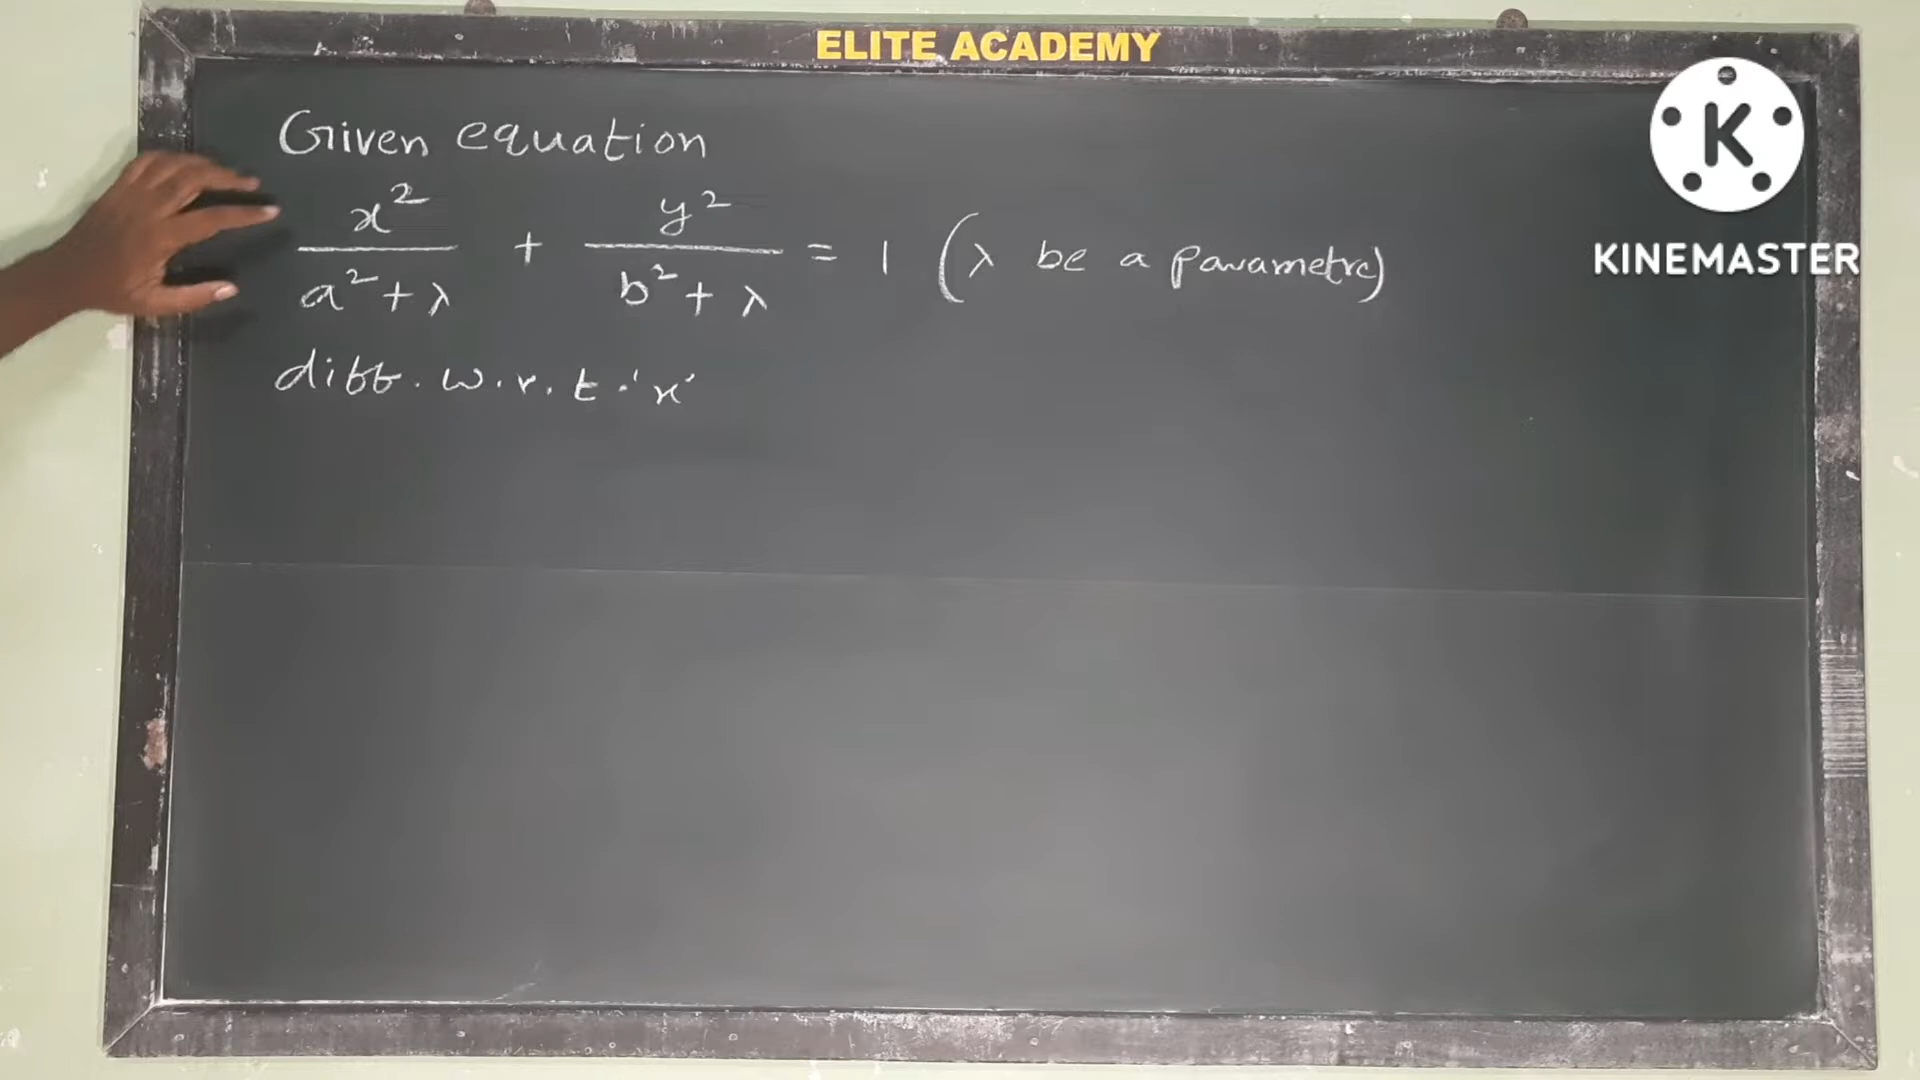 ELITE ACADEMY
K
KINEMASTER
Given equation
x²/(a²+λ) + y²/(b²+λ) = 1 (λ be a parametre)
diff. w.r.t. 'x'